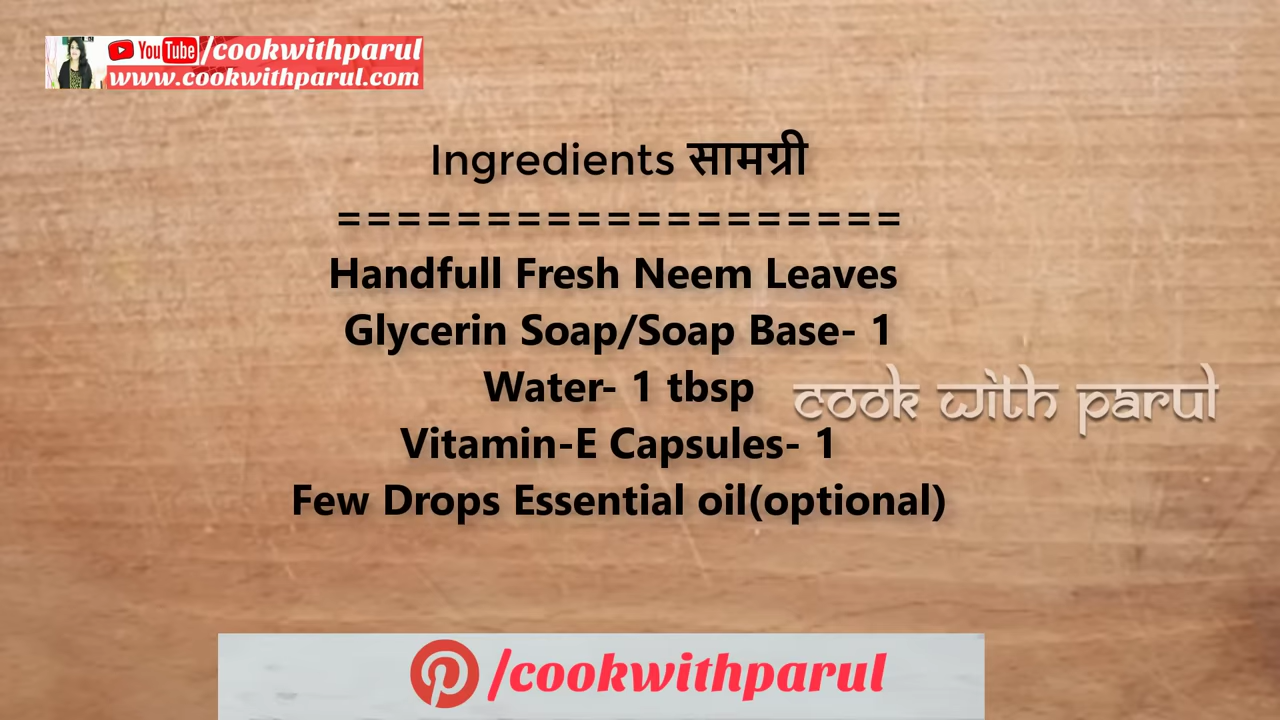 YouTube /cookwithparul
www.cookwithparul.com
Ingredients सामग्री
===================
Handfull Fresh Neem Leaves
Glycerin Soap/Soap Base- 1
Water- 1 tbsp
cook with parul
Vitamin-E Capsules- 1
Few Drops Essential oil(optional)
/cookwithparul